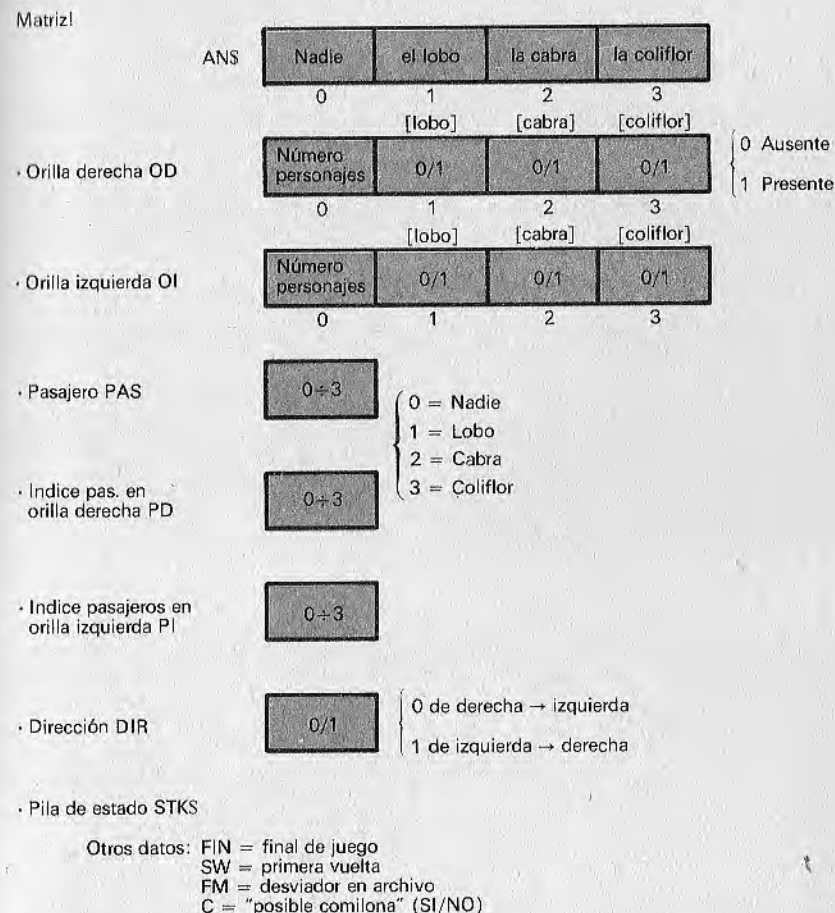 Matriz!
ANS Nadie el lobo la cabra la coliflor
0 1 2 3
[lobo] [cabra] [coliflor]
· Orilla derecha OD Número personajes 0/1 0/1 0/1 0 Ausente
1 Presente
0 1 2 3
[lobo] [cabra] [coliflor]
· Orilla izquierda OI Número personajes 0/1 0/1 0/1
0 1 2 3
· Pasajero PAS 0÷3
0 = Nadie
1 = Lobo
2 = Cabra
3 = Coliflor
· Indice pas. en
orilla derecha PD 0÷3
· Indice pasajeros en
orilla izquierda PI 0÷3
· Dirección DIR 0/1
0 de derecha → izquierda
1 de izquierda → derecha
· Pila de estado STKS
Otros datos: FIN = final de juego
SW = primera vuelta
FM = desviador en archivo
C = "posible comilona" (SI/NO)